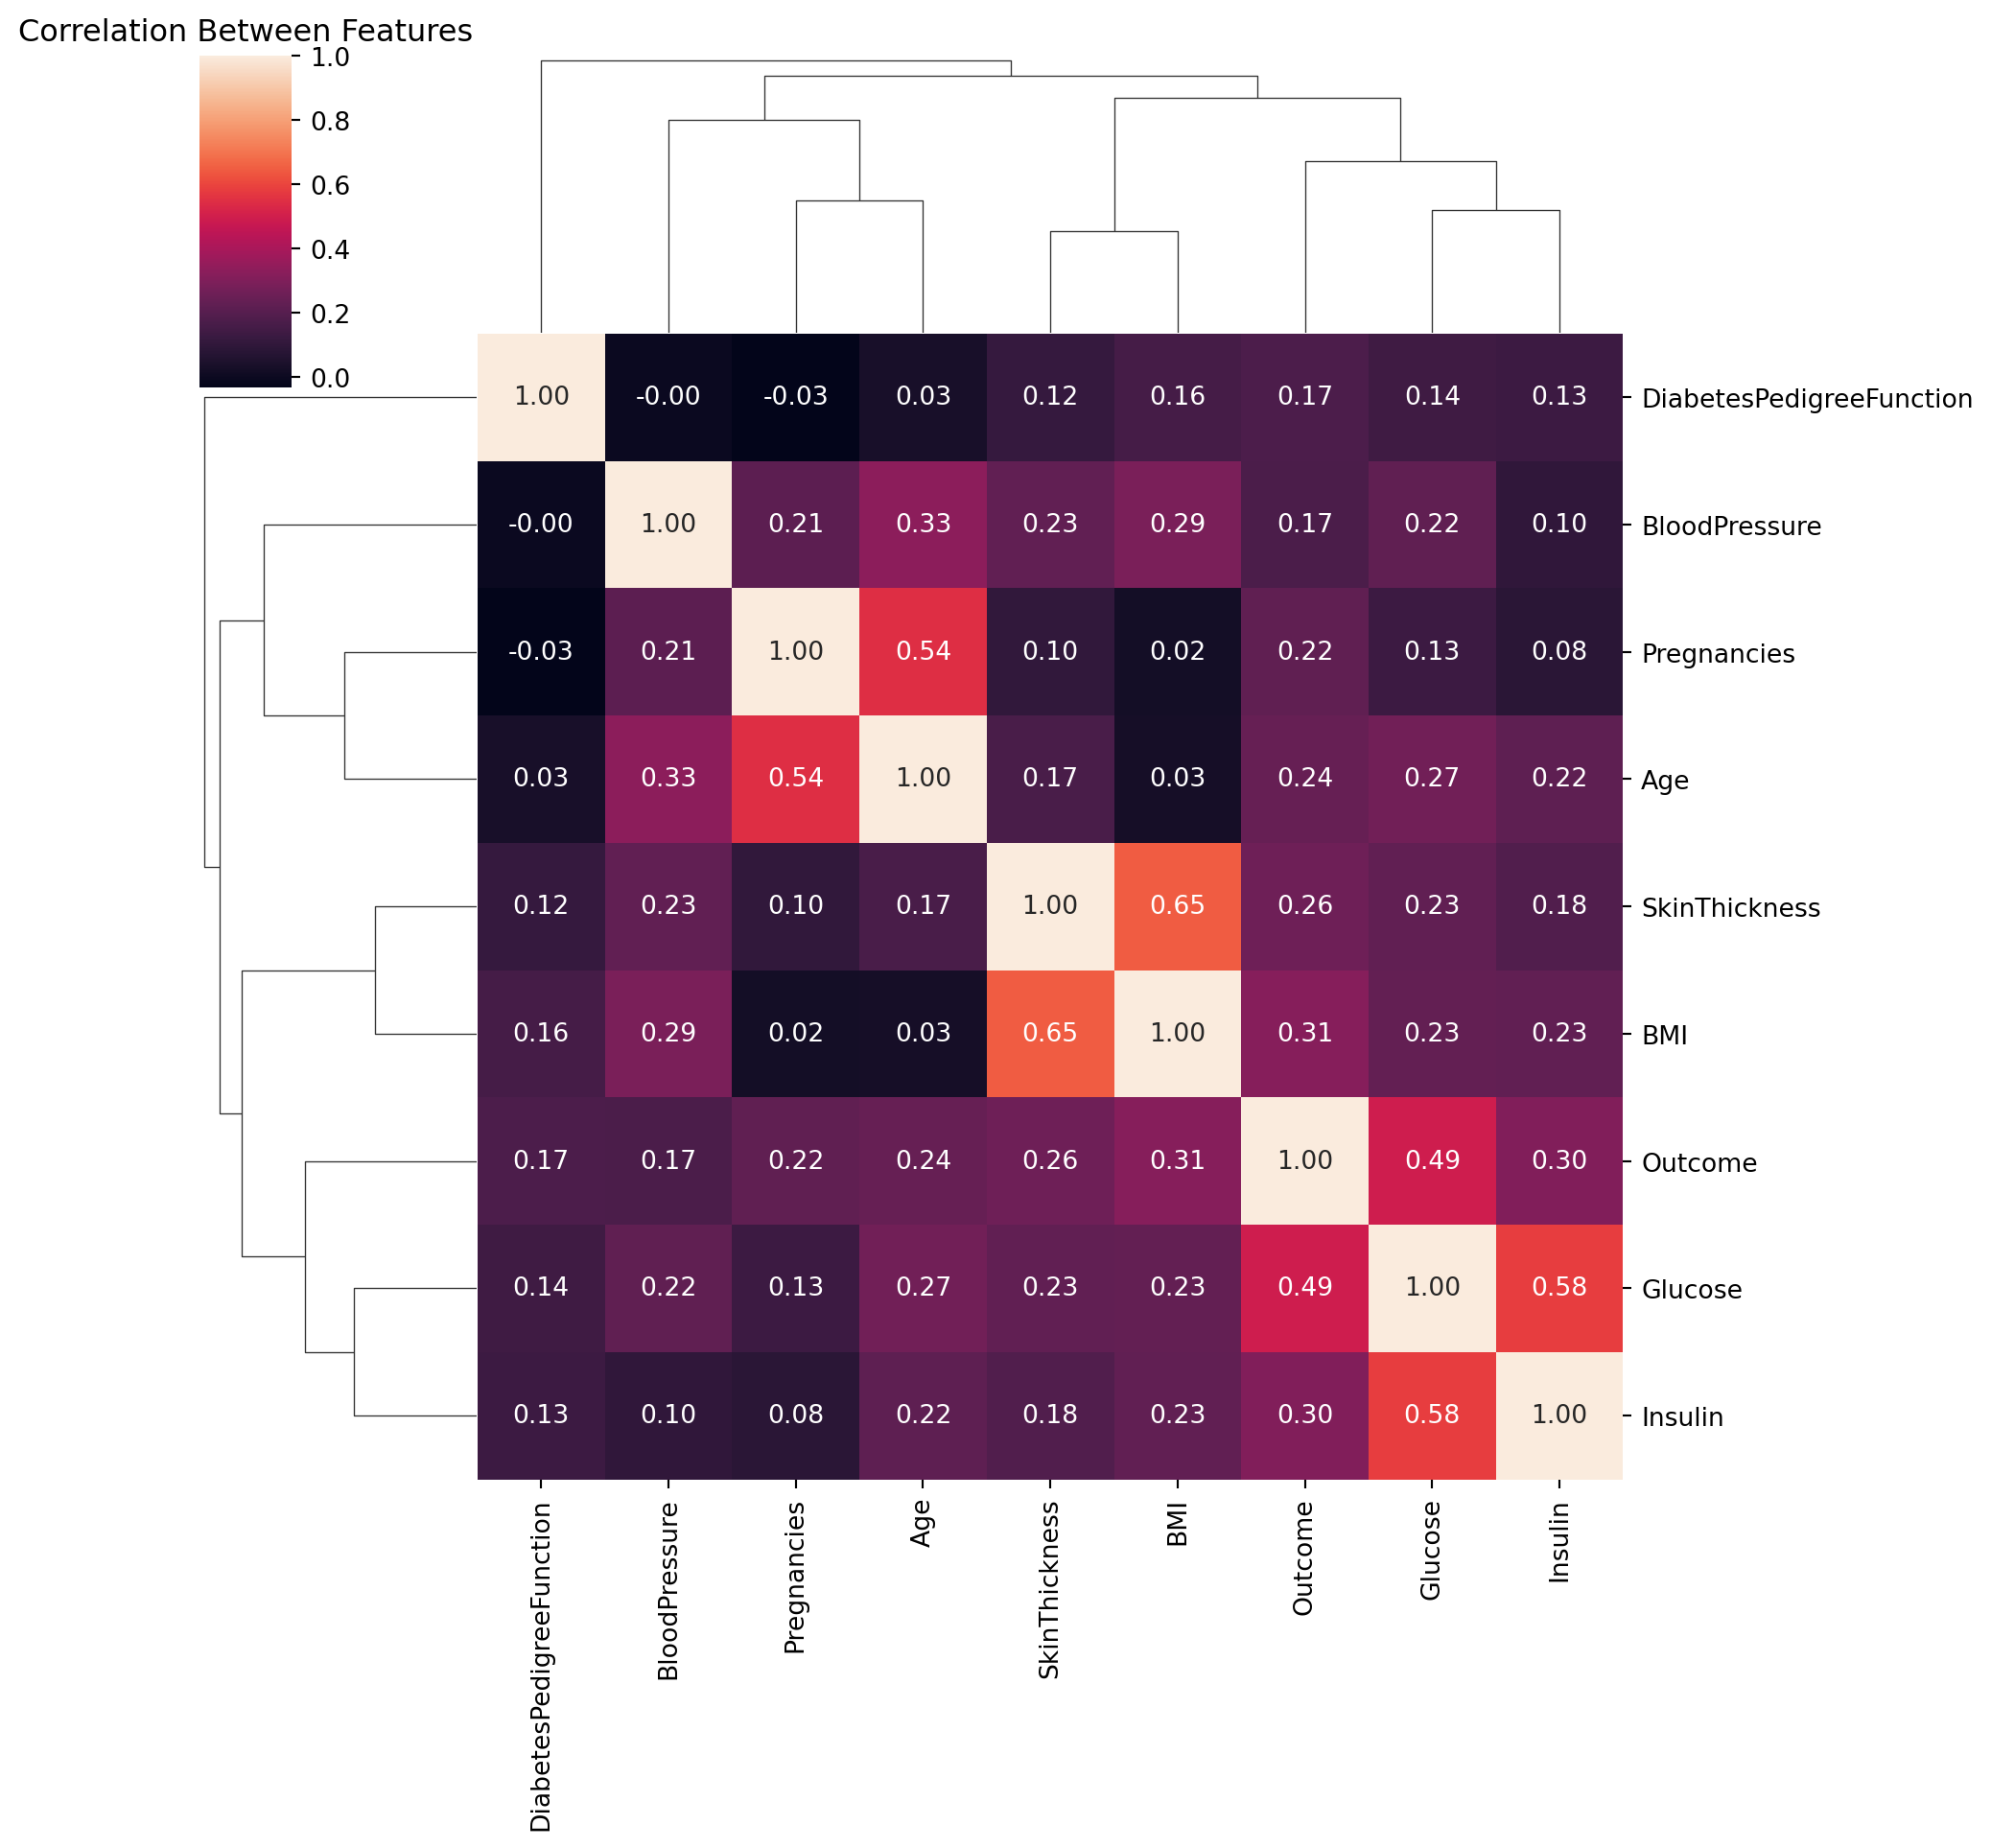 Correlation Between Features
1.0
0.8
0.6
0.4
0.2
0.0
1.00 -0.00 -0.03 0.03 0.12 0.16 0.17 0.14 0.13 DiabetesPedigreeFunction
-0.00 1.00 0.21 0.33 0.23 0.29 0.17 0.22 0.10 BloodPressure
-0.03 0.21 1.00 0.54 0.10 0.02 0.22 0.13 0.08 Pregnancies
0.03 0.33 0.54 1.00 0.17 0.03 0.24 0.27 0.22 Age
0.12 0.23 0.10 0.17 1.00 0.65 0.26 0.23 0.18 SkinThickness
0.16 0.29 0.02 0.03 0.65 1.00 0.31 0.23 0.23 BMI
0.17 0.17 0.22 0.24 0.26 0.31 1.00 0.49 0.30 Outcome
0.14 0.22 0.13 0.27 0.23 0.23 0.49 1.00 0.58 Glucose
0.13 0.10 0.08 0.22 0.18 0.23 0.30 0.58 1.00 Insulin
DiabetesPedigreeFunction
BloodPressure
Pregnancies
Age
SkinThickness
BMI
Outcome
Glucose
Insulin